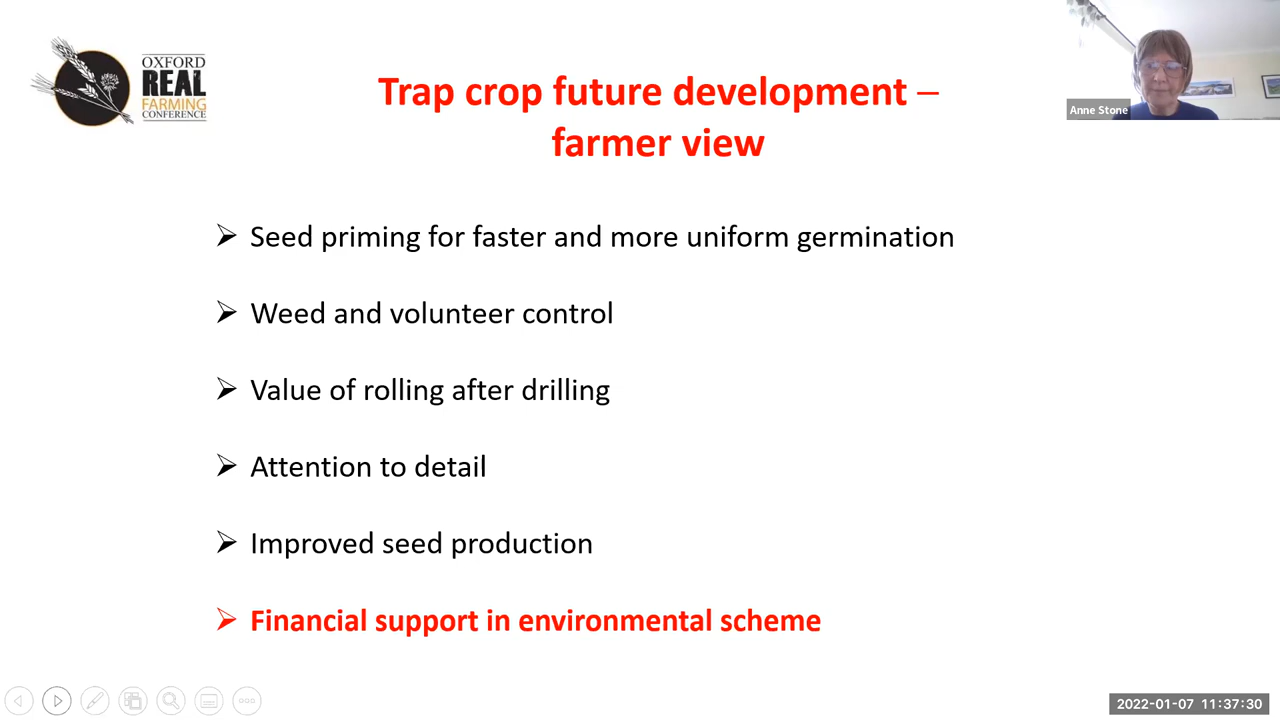 OXFORD
REAL
FARMING
CONFERENCE
Trap crop future development –
farmer view
Anne Stone
Seed priming for faster and more uniform germination
Weed and volunteer control
Value of rolling after drilling
Attention to detail
Improved seed production
Financial support in environmental scheme
2022-01-07 11:37:30